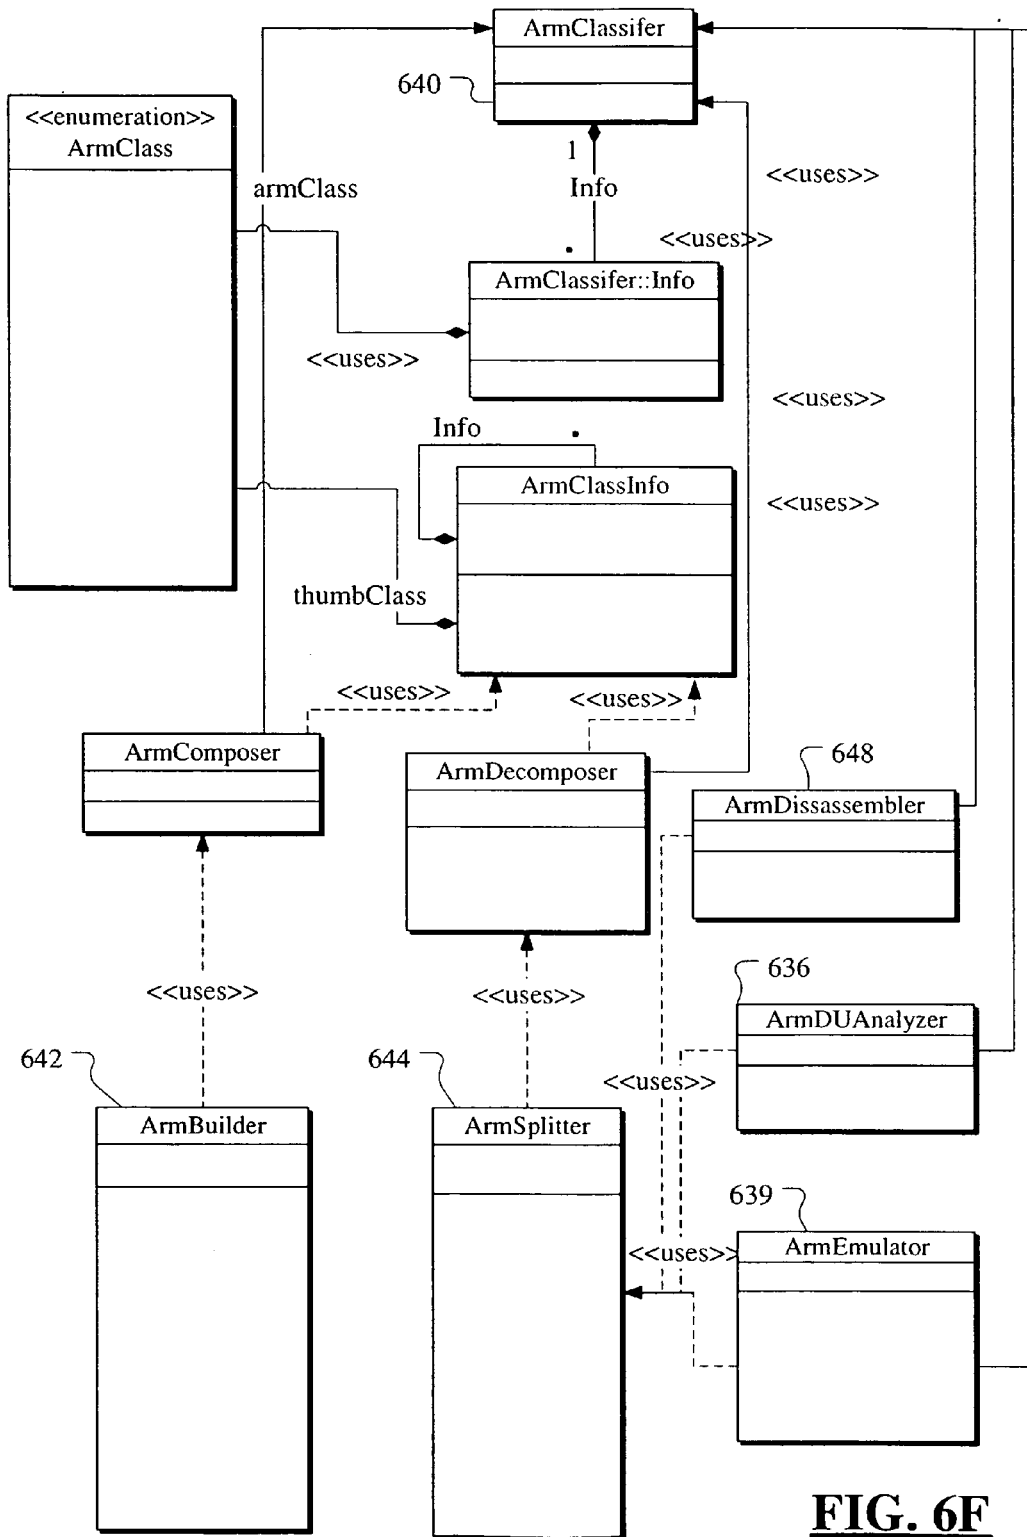 ArmClassifer
640
<<enumeration>>
ArmClass
1
Info
<<uses>>
armClass
<<uses>>
ArmClassifer::Info
<<uses>>
<<uses>>
Info
ArmClassInfo
<<uses>>
thumbClass
<<uses>>
<<uses>>
ArmComposer
ArmDecomposer
648
ArmDissassembler
636
<<uses>>
<<uses>>
ArmDUAnalyzer
642
644
<<uses>>
ArmBuilder
ArmSplitter
639
<<uses>>
ArmEmulator
FIG. 6F